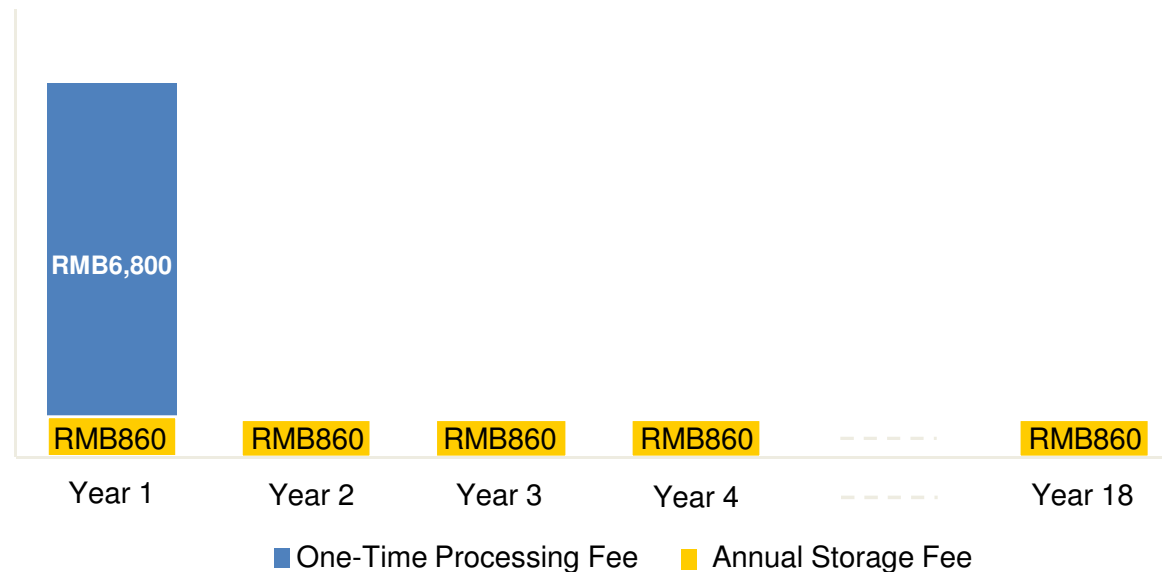 RMB6,800
RMB860 RMB860 RMB860 RMB860 RMB860
Year 1 Year 2 Year 3 Year 4 Year 18
One-Time Processing Fee Annual Storage Fee